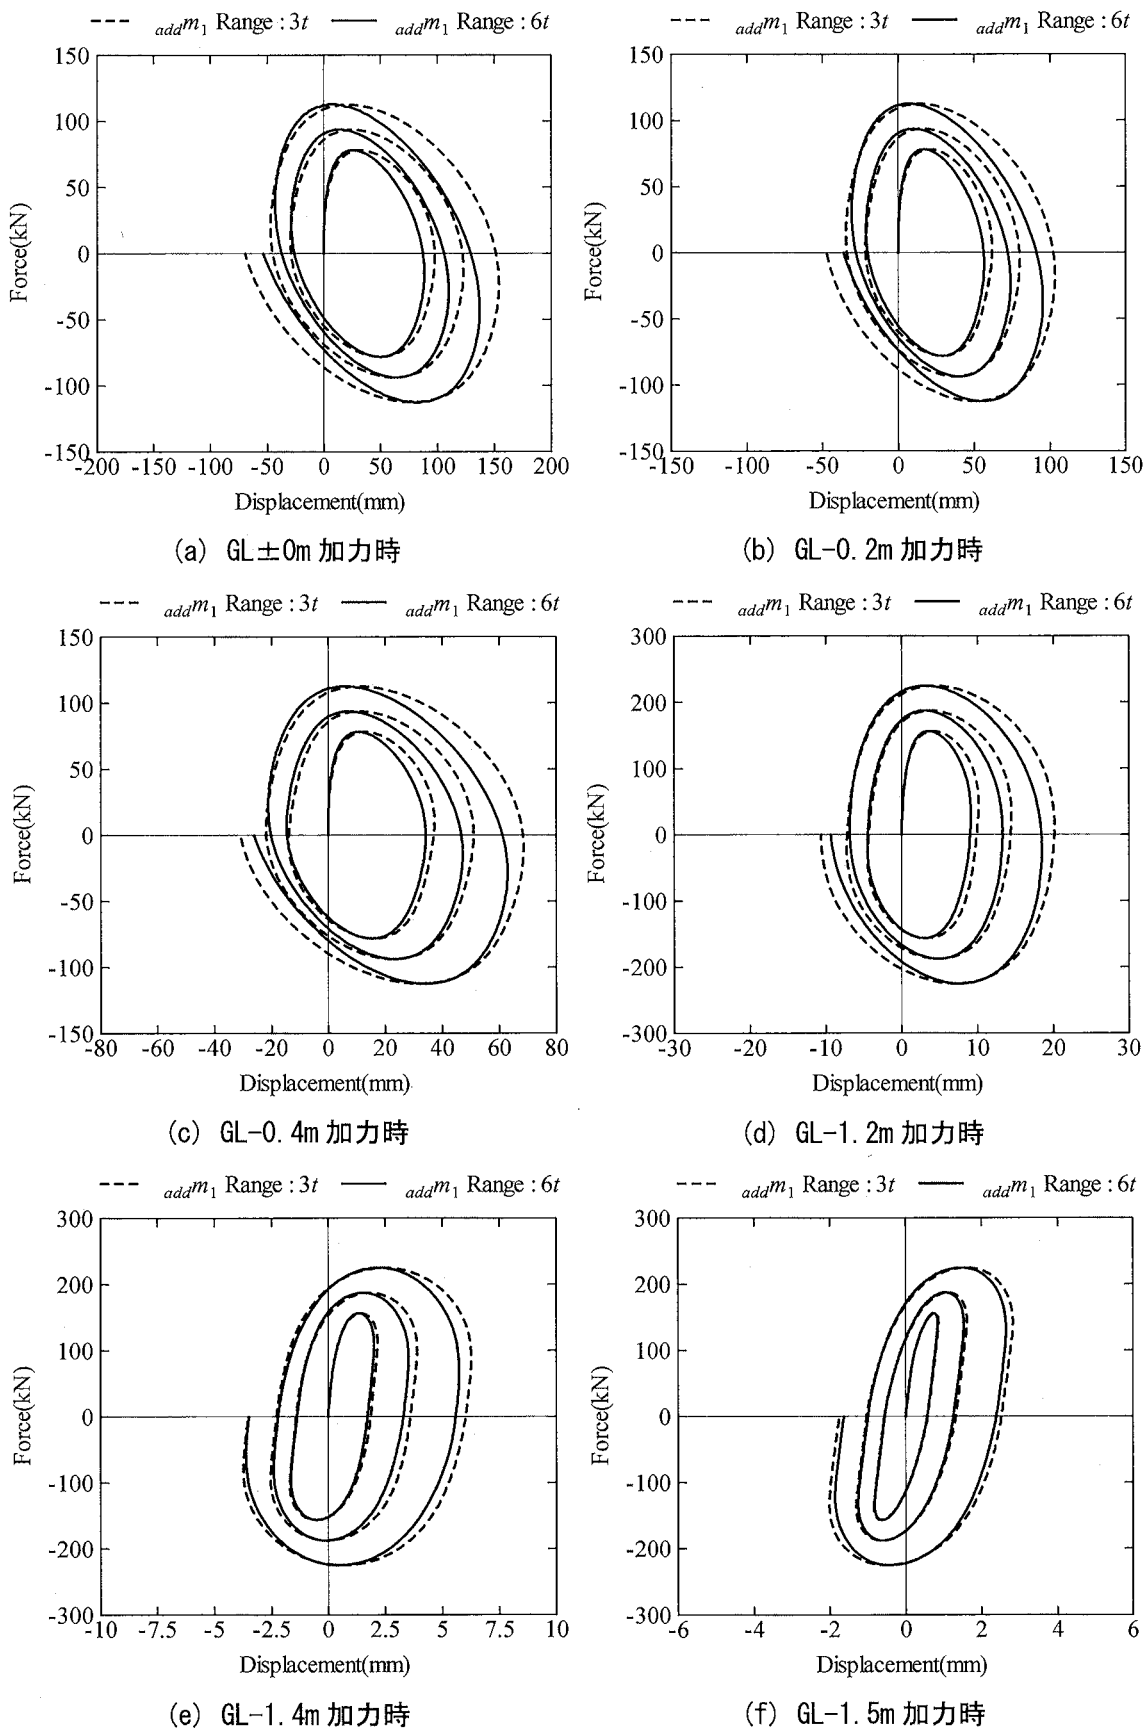 addm1 Range : 3t addm1 Range : 6t
150
100
50
0
-50
-100
-150
Force(kN)
-200 -150 -100 -50 0 50 100 150 200
Displacement(mm)
(a) GL±0m 加力時
addm1 Range : 3t addm1 Range : 6t
150
100
50
0
-50
-100
-150
Force(kN)
-150 -100 -50 0 50 100 150
Displacement(mm)
(b) GL-0.2m 加力時
addm1 Range : 3t addm1 Range : 6t
150
100
50
0
-50
-100
-150
Force(kN)
-80 -60 -40 -20 0 20 40 60 80
Displacement(mm)
(c) GL-0.4m 加力時
addm1 Range : 3t addm1 Range : 6t
300
200
100
0
-100
-200
-300
Force(kN)
-30 -20 -10 0 10 20 30
Displacement(mm)
(d) GL-1.2m 加力時
addm1 Range : 3t addm1 Range : 6t
300
200
100
0
-100
-200
-300
Force(kN)
-10 -7.5 -5 -2.5 0 2.5 5 7.5 10
Displacement(mm)
(e) GL-1.4m 加力時
addm1 Range : 3t addm1 Range : 6t
300
200
100
0
-100
-200
-300
Force(kN)
-6 -4 -2 0 2 4 6
Displacement(mm)
(f) GL-1.5m 加力時